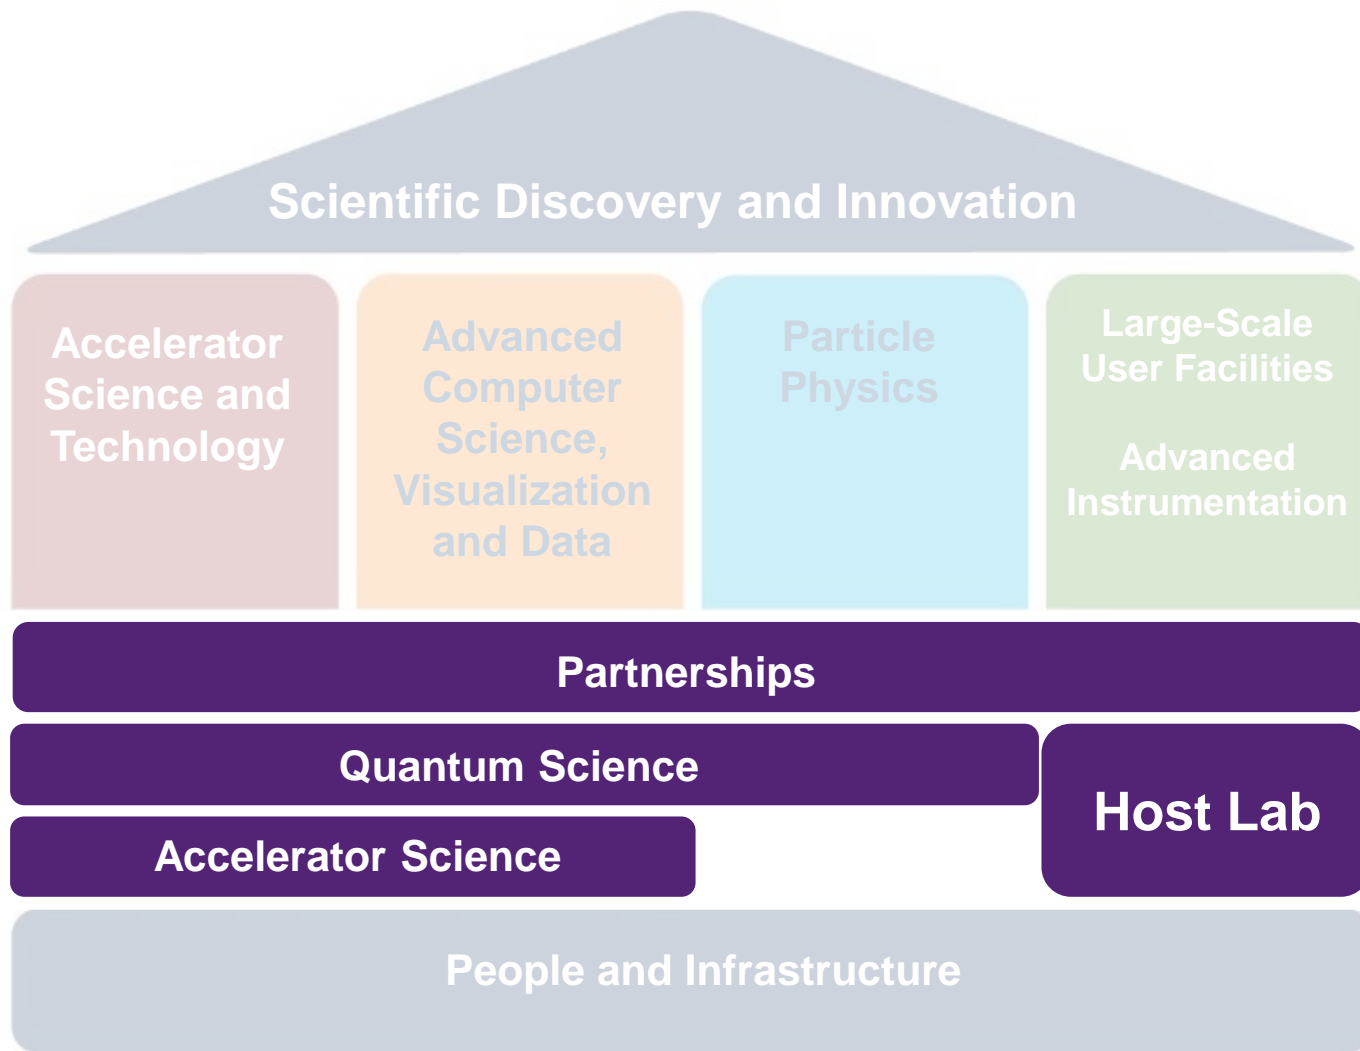 Scientific Discovery and Innovation
Accelerator
Science and
Technology
Advanced
Computer
Science,
Visualization
and Data
Particle
Physics
Large-Scale
User Facilities
Advanced
Instrumentation
Partnerships
Quantum Science
Host Lab
Accelerator Science
People and Infrastructure